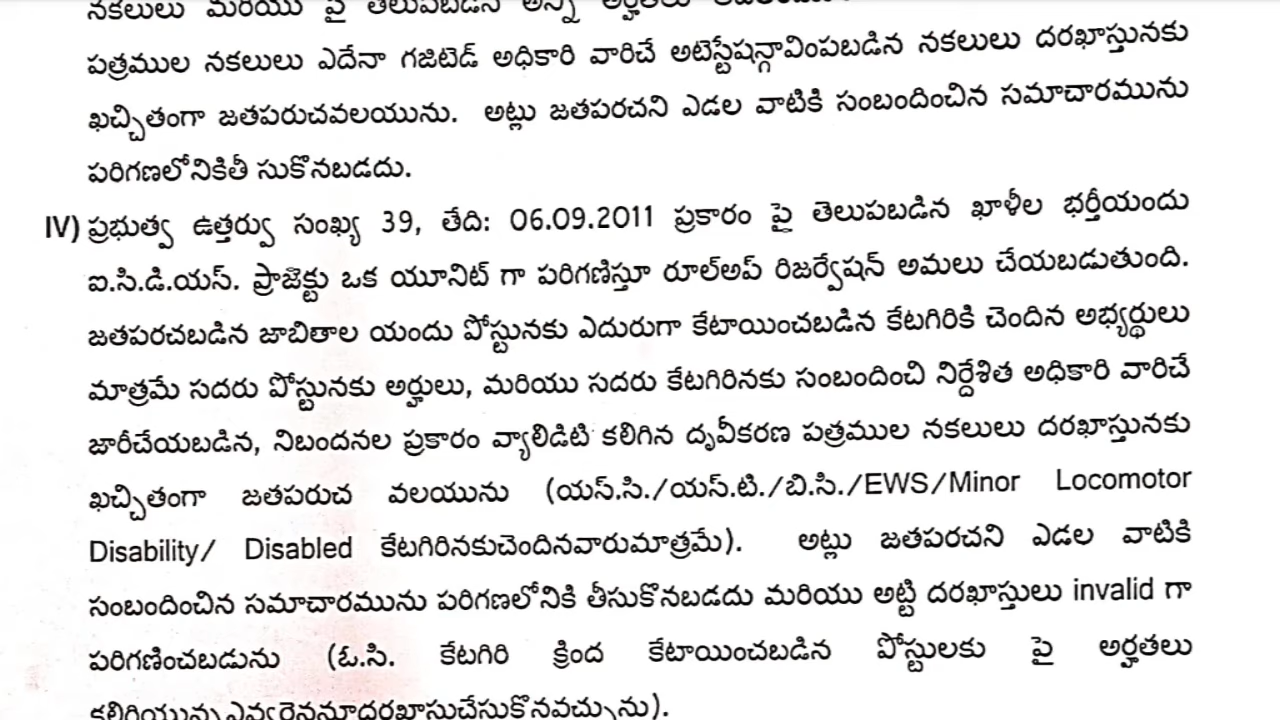 నకలులు మరియు పై తెలుపబడిన అన్ని అర్హతలు
పత్రముల నకలులు ఎదేనా గజిటెడ్ అధికారి వారిచే అటెస్టేషన్గావింపబడిన నకలులు దరఖాస్తునకు
ఖచ్చితంగా జతపరుచవలయును. అట్లు జతపరచని ఎడల వాటికి సంబందించిన సమాచారమును
పరిగణలోనికితీ సుకొనబడదు.
IV) ప్రభుత్వ ఉత్తర్వు సంఖ్య 39, తేది: 06.09.2011 ప్రకారం పై తెలుపబడిన ఖాళీల భర్తీయందు
ఐ.సి.డి.యస్. ప్రాజెక్టు ఒక యూనిట్ గా పరిగణిస్తూ రూల్అప్ రిజర్వేషన్ అమలు చేయబడుతుంది.
జతపరచబడిన జాబితాల యందు పోస్టునకు ఎదురుగా కేటాయించబడిన కేటగిరికి చెందిన అభ్యర్థులు
మాత్రమే సదరు పోస్టునకు అర్హులు, మరియు సదరు కేటగిరినకు సంబందించి నిర్దేశిత అధికారి వారిచే
జారీచేయబడిన, నిబందనల ప్రకారం వ్యాలిడిటి కలిగిన దృవీకరణ పత్రముల నకలులు దరఖాస్తునకు
ఖచ్చితంగా జతపరుచ వలయును (యస్.సి./యస్.టి./బి.సి./EWS/Minor Locomotor
Disability/ Disabled కేటగిరినకుచెందినవారుమాత్రమే). అట్లు జతపరచని ఎడల వాటికి
సంబందించిన సమాచారమును పరిగణలోనికి తీసుకొనబడదు మరియు అట్టి దరఖాస్తులు invalid గా
పరిగణించబడును (ఓ.సి. కేటగిరి క్రింద కేటాయించబడిన పోస్టులకు పై అర్హతలు
కలిగియున్న ఎవ్వరైననూదరఖాస్తుచేసుకొనవచ్చును).